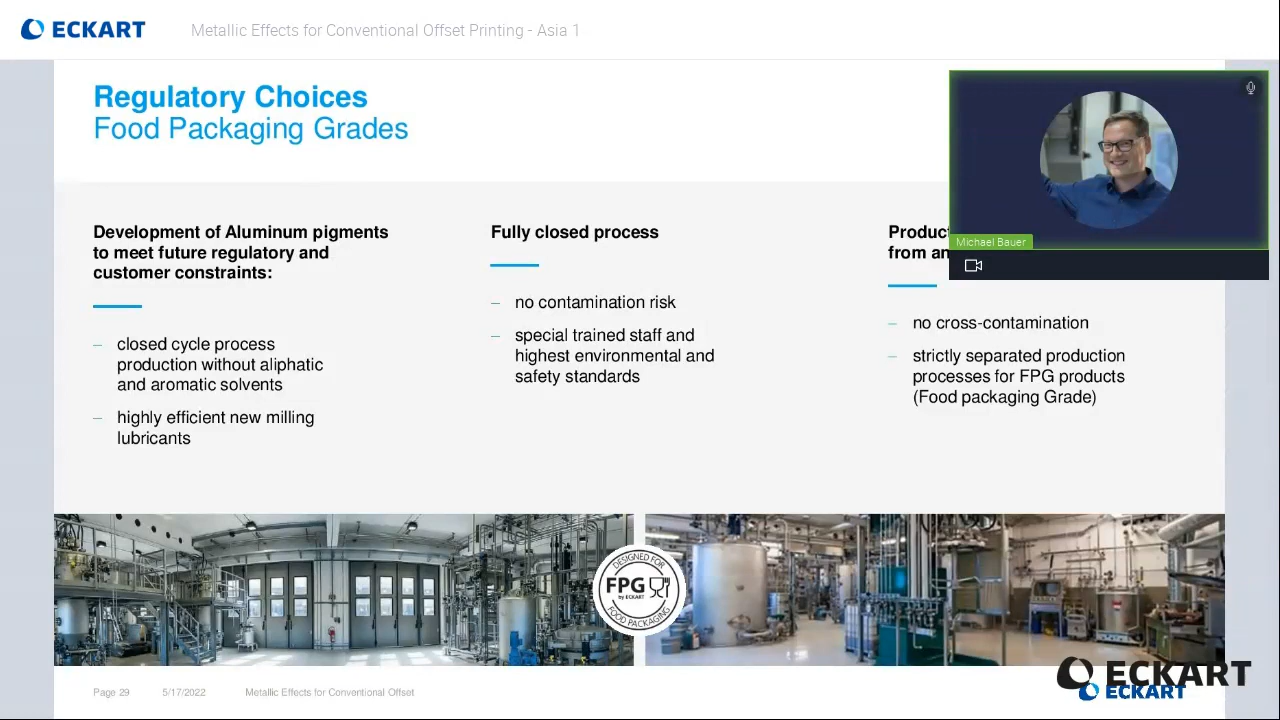 ECKART
Metallic Effects for Conventional Offset Printing - Asia 1
Regulatory Choices
Food Packaging Grades
Michael Bauer
Development of Aluminum pigments
to meet future regulatory and
customer constraints:
– closed cycle process
production without aliphatic
and aromatic solvents
– highly efficient new milling
lubricants
Fully closed process
– no contamination risk
– special trained staff and
highest environmental and
safety standards
from
– no cross-contamination
– strictly separated production
processes for FPG products
(Food packaging Grade)
DESIGNED FOR
FPG
by ECKART
FOOD PACKAGING
Page 29
5/17/2022
Metallic Effects for Conventional Offset
ECKART
ECKART